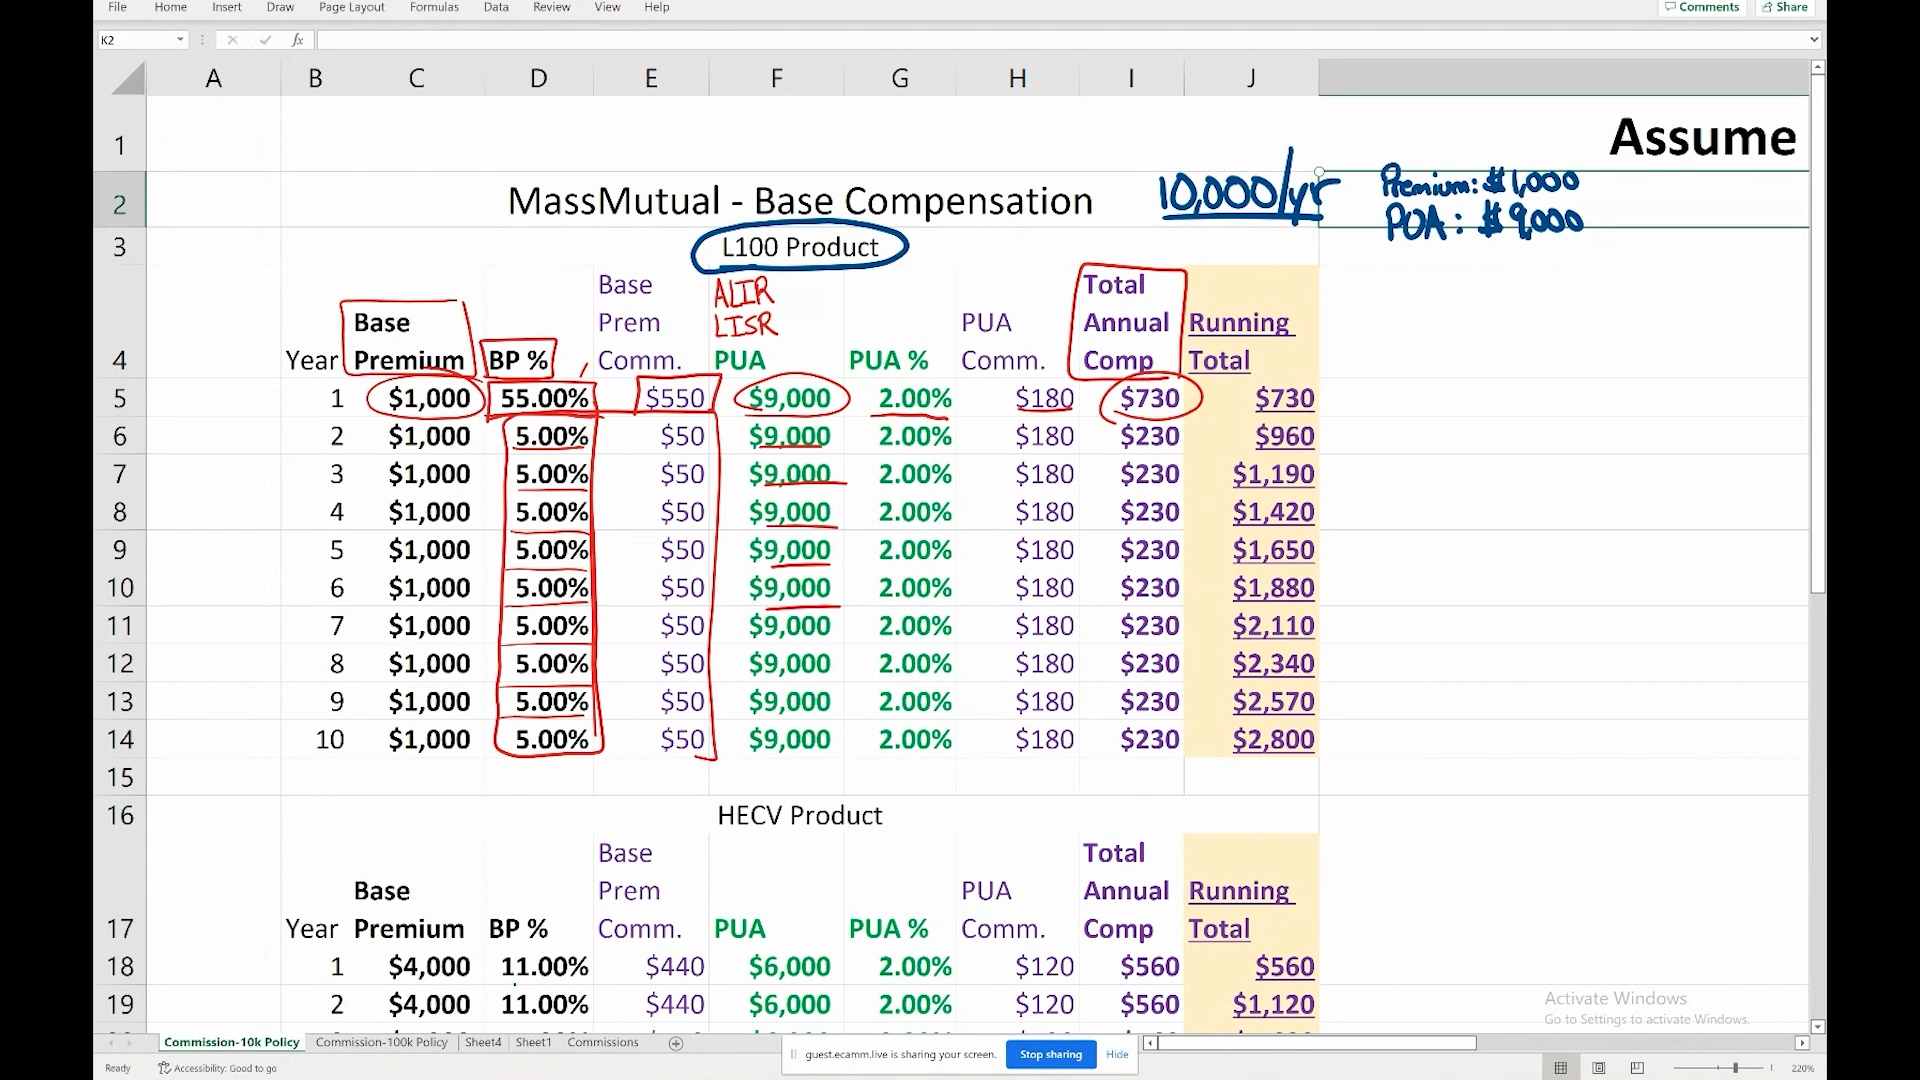 File Home Insert Draw Page Layout Formulas Data Review View Help Comments Share
K2 fx
A B C D E F G H I J
1 Assume
2 MassMutual - Base Compensation 10,000/yr Premium: $1,000
PUA: $9,000
3 L100 Product
Base ALIR Total
Base Prem LISR PUA Annual Running
4 Year Premium BP % Comm. PUA PUA % Comm. Comp Total
5 1 $1,000 55.00% $550 $9,000 2.00% $180 $730 $730
6 2 $1,000 5.00% $50 $9,000 2.00% $180 $230 $960
7 3 $1,000 5.00% $50 $9,000 2.00% $180 $230 $1,190
8 4 $1,000 5.00% $50 $9,000 2.00% $180 $230 $1,420
9 5 $1,000 5.00% $50 $9,000 2.00% $180 $230 $1,650
10 6 $1,000 5.00% $50 $9,000 2.00% $180 $230 $1,880
11 7 $1,000 5.00% $50 $9,000 2.00% $180 $230 $2,110
12 8 $1,000 5.00% $50 $9,000 2.00% $180 $230 $2,340
13 9 $1,000 5.00% $50 $9,000 2.00% $180 $230 $2,570
14 10 $1,000 5.00% $50 $9,000 2.00% $180 $230 $2,800
15
16 HECV Product
Base Total
Base Prem PUA Annual Running
17 Year Premium BP % Comm. PUA PUA % Comm. Comp Total
18 1 $4,000 11.00% $440 $6,000 2.00% $120 $560 $560
19 2 $4,000 11.00% $440 $6,000 2.00% $120 $560 $1,120
Activate Windows
Go to Settings to activate Windows.
Commission-10k Policy Commission-100k Policy Sheet4 Sheet1 Commissions
guest.ecamm.live is sharing your screen. Stop sharing Hide
Ready Accessibility: Good to go 220%